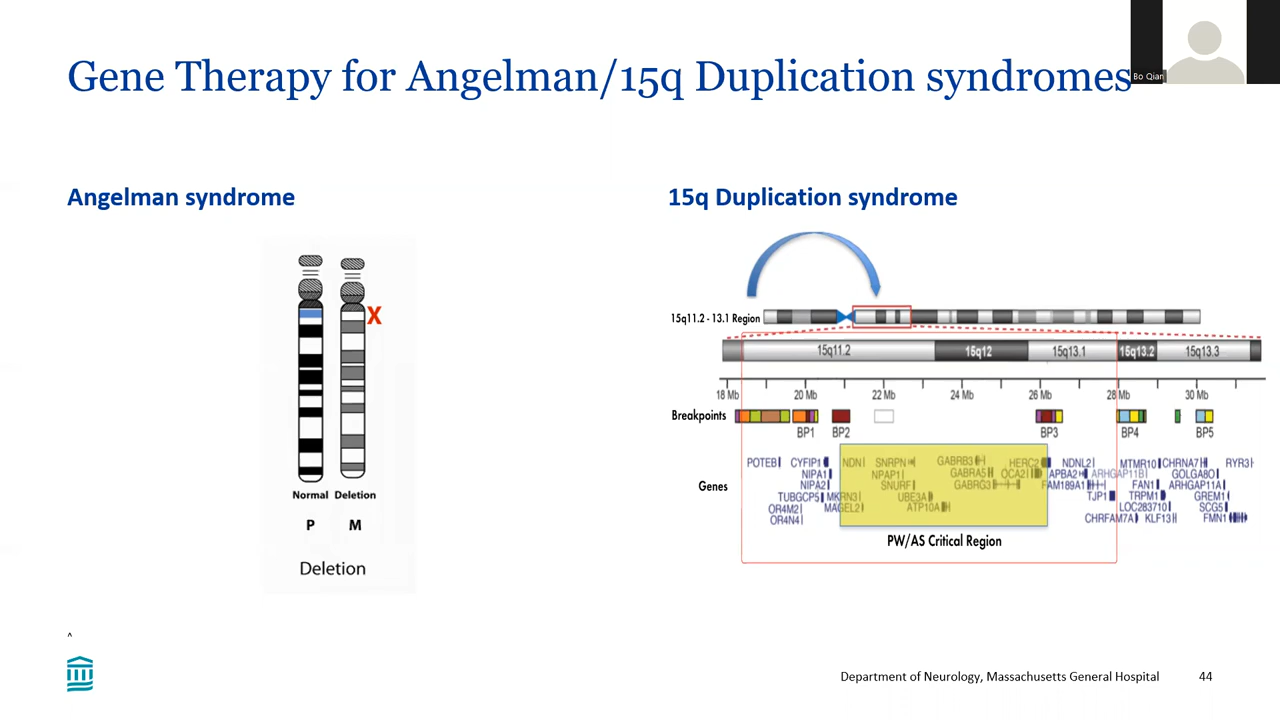 Gene Therapy for Angelman/15q Duplication syndromes
Bo Qian
Angelman syndrome
Normal Deletion
P M
Deletion
X
15q Duplication syndrome
15q11.2 - 13.1 Region
15q11.2 15q12 15q13.1 15q13.2 15q13.3
18 Mb 20 Mb 22 Mb 24 Mb 26 Mb 28 Mb 30 Mb
Breakpoints
BP1 BP2 BP3 BP4 BP5
Genes
POTEB CYFIP1 NDN SNRPN GABRB3 HERC2 NDNL2 MTMR10 CHRNA7 RYR3
NIPA1 NPAP1 GABRA5 OCA2 APBA2 ARHGAP11B GOLGA8O
NIPA2 SNURF GABRG3 FAM189A1 FAN1 ARHGAP11A
TUBGCP5 MKRN3 UBE3A TJP1 TRPM1 GREM1
OR4M2 MAGEL2 ATP10A LOC283710 SCG5
OR4N4 CHRFAM7A KLF13 FMN1
PW/AS Critical Region
^
Department of Neurology, Massachusetts General Hospital 44